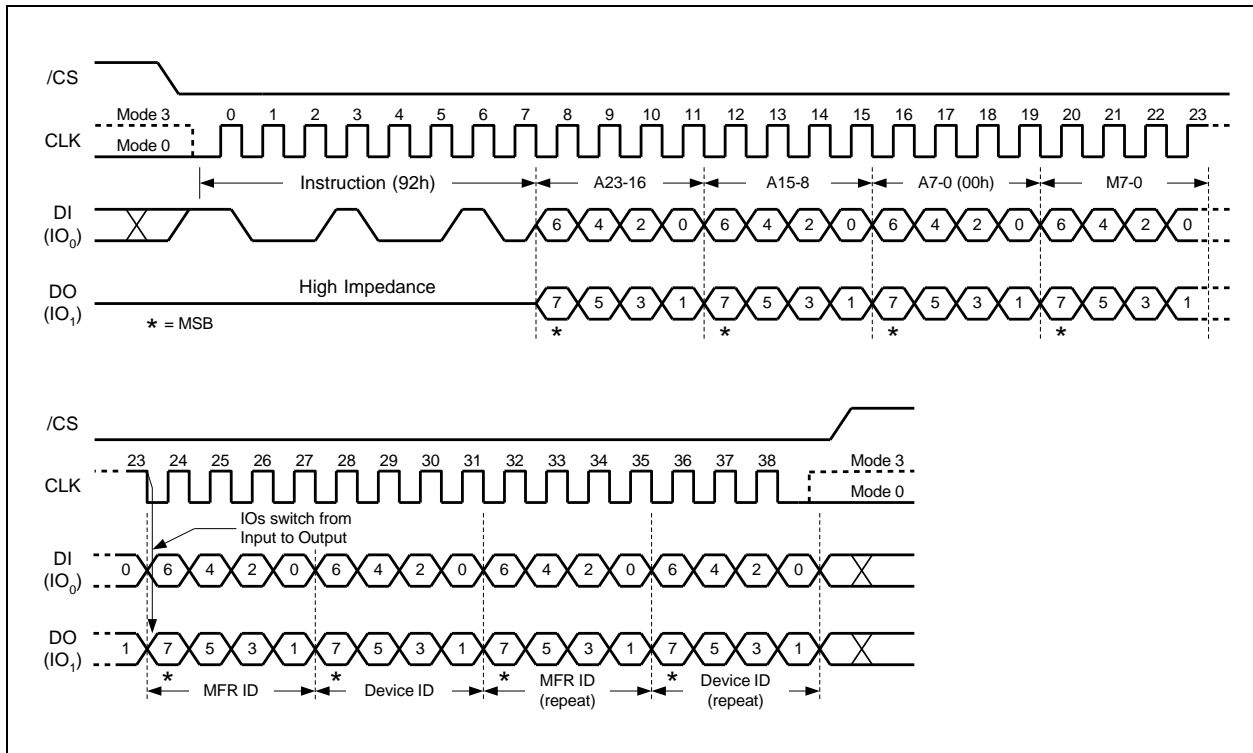 /CS
Mode 3 0 1 2 3 4 5 6 7 8 9 10 11 12 13 14 15 16 17 18 19 20 21 22 23
CLK
Mode 0
Instruction (92h) A23-16 A15-8 A7-0 (00h) M7-0
DI
(IO0)
6 4 2 0 6 4 2 0 6 4 2 0 6 4 2 0
High Impedance
DO
(IO1)
7 5 3 1 7 5 3 1 7 5 3 1 7 5 3 1
* = MSB
* * * *
/CS
23 24 25 26 27 28 29 30 31 32 33 34 35 36 37 38 Mode 3
CLK
Mode 0
IOs switch from
Input to Output
DI
(IO0)
0 6 4 2 0 6 4 2 0 6 4 2 0 6 4 2 0
DO
(IO1)
1 7 5 3 1 7 5 3 1 7 5 3 1 7 5 3 1
* * * *
MFR ID Device ID MFR ID
(repeat)
Device ID
(repeat)